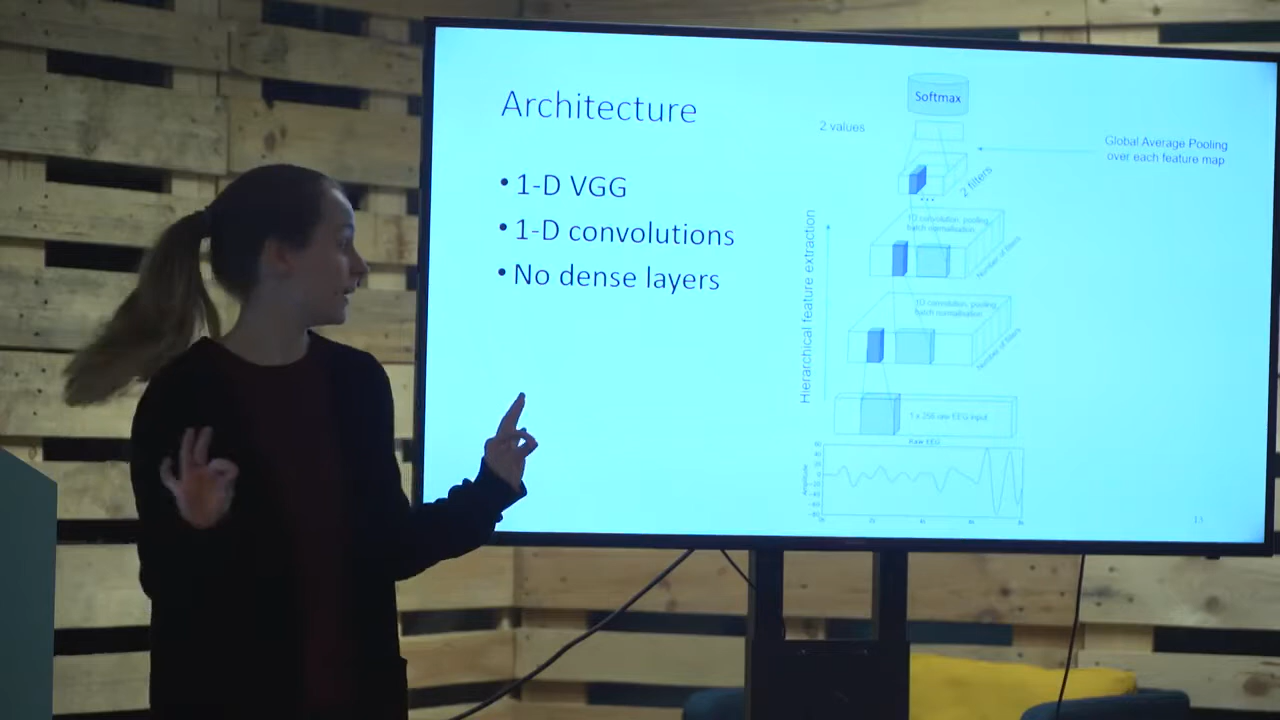 Architecture
• 1-D VGG
• 1-D convolutions
• No dense layers
Softmax
2 values
Global Average Pooling
over each feature map
2 filters
...
1D convolution, pooling
batch normalisation
Number of filters
1D convolution, pooling
batch normalisation
Number of filters
Hierarchical feature extraction
1 x 256 raw EEG input
Raw EEG
Amplitude
13